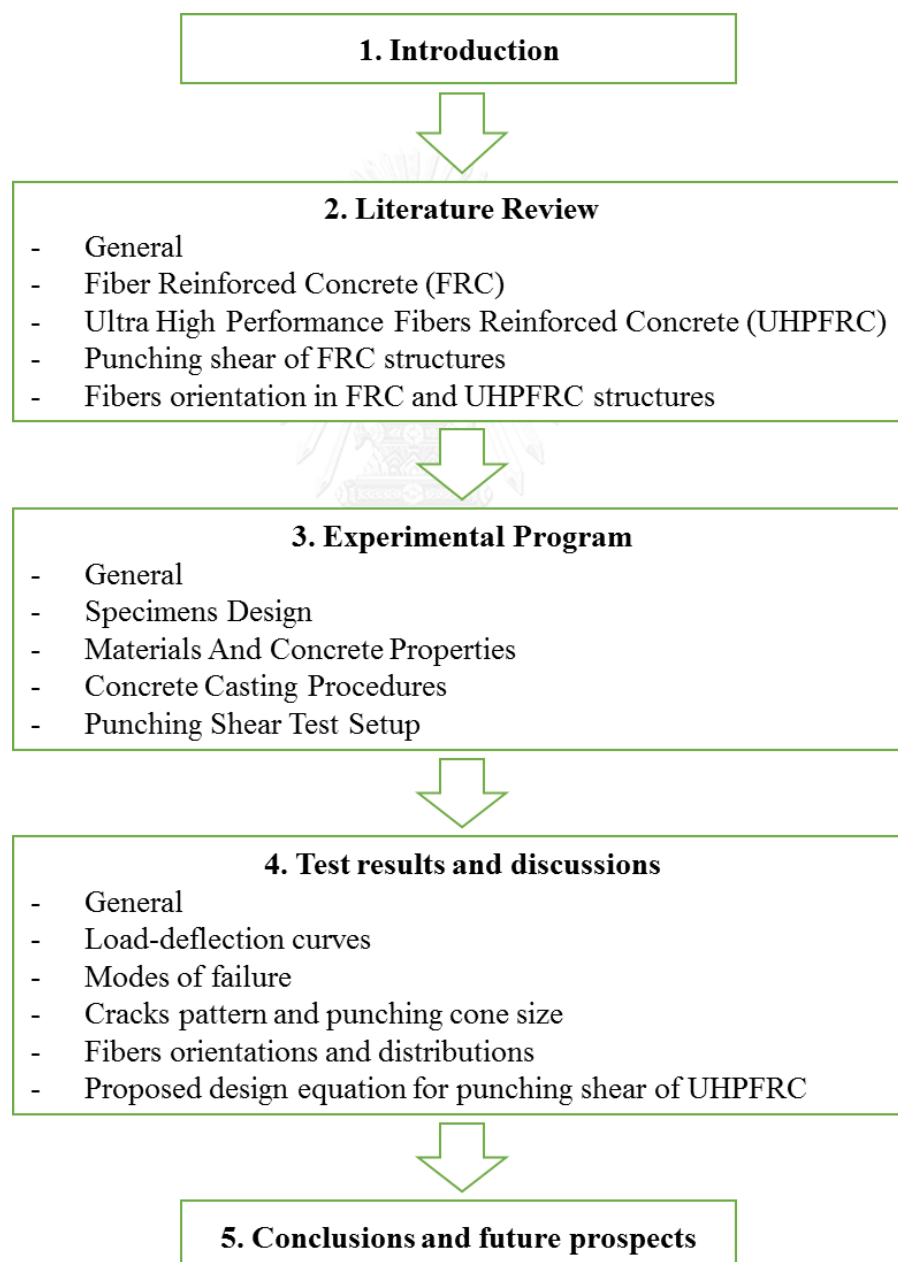 1. Introduction
2. Literature Review
- General
- Fiber Reinforced Concrete (FRC)
- Ultra High Performance Fibers Reinforced Concrete (UHPFRC)
- Punching shear of FRC structures
- Fibers orientation in FRC and UHPFRC structures
3. Experimental Program
- General
- Specimens Design
- Materials And Concrete Properties
- Concrete Casting Procedures
- Punching Shear Test Setup
4. Test results and discussions
- General
- Load-deflection curves
- Modes of failure
- Cracks pattern and punching cone size
- Fibers orientations and distributions
- Proposed design equation for punching shear of UHPFRC
5. Conclusions and future prospects